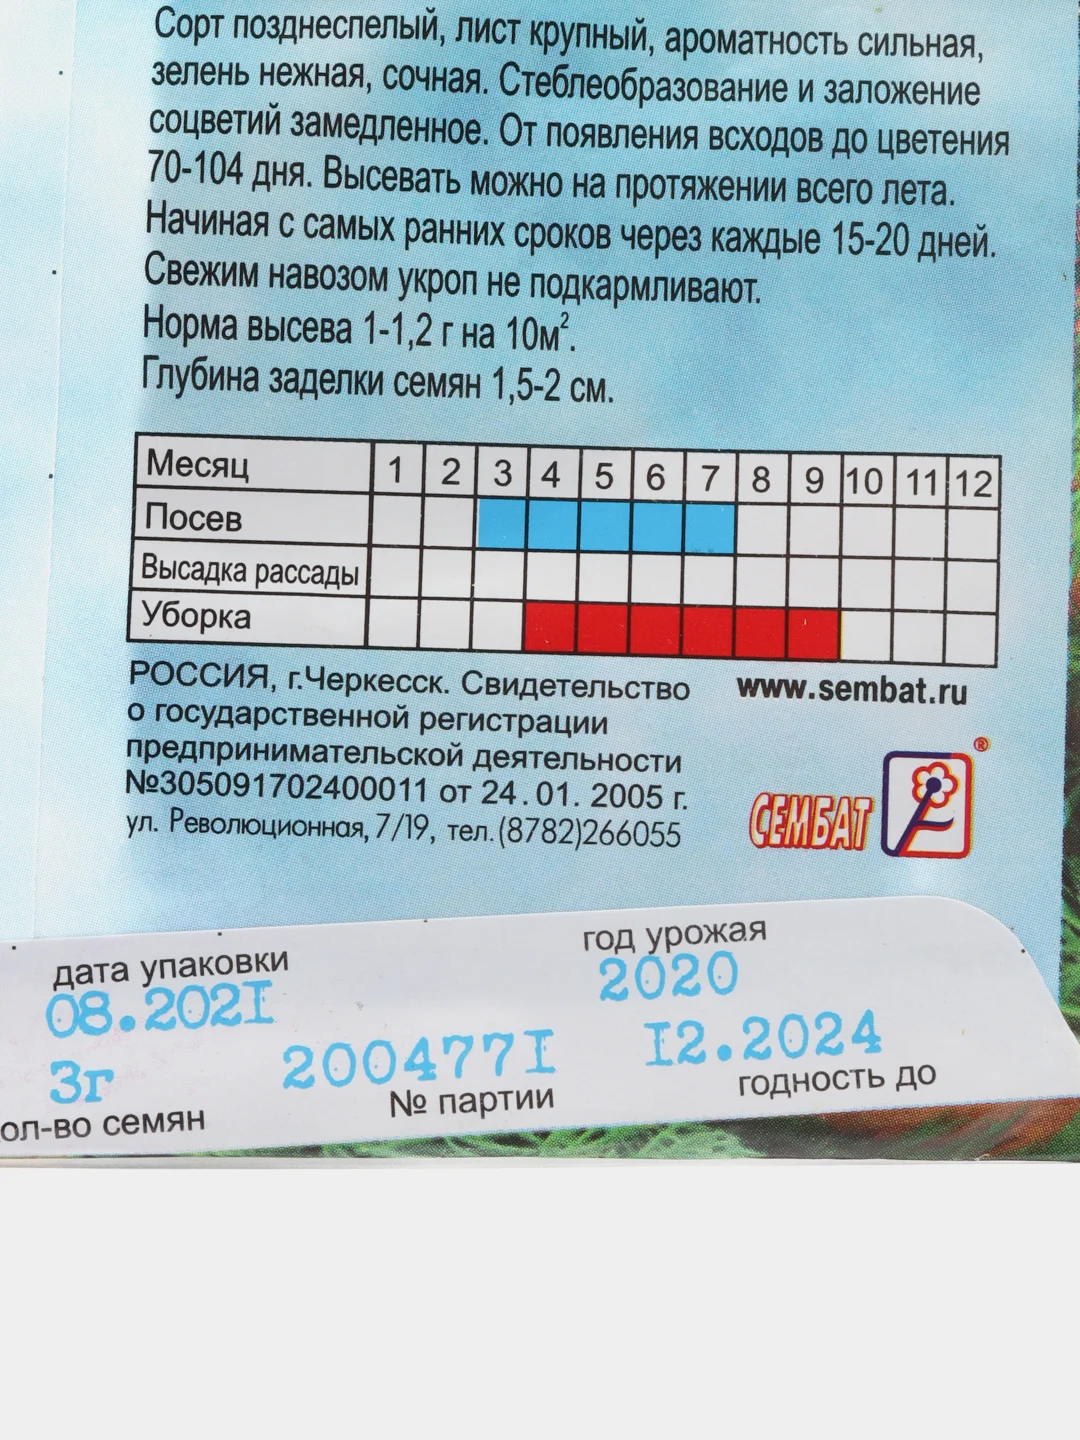 Сорт позднеспелый, лист крупный, ароматность сильная,
зелень нежная, сочная. Стеблеобразование и заложение
соцветий замедленное. От появления всходов до цветения
70-104 дня. Высевать можно на протяжении всего лета.
Начиная с самых ранних сроков через каждые 15-20 дней.
Свежим навозом укроп не подкармливают.
Норма высева 1-1,2 г на 10м².
Глубина заделки семян 1,5-2 см.
Месяц 1 2 3 4 5 6 7 8 9 10 11 12
Посев
Высадка рассады
Уборка
РОССИЯ, г.Черкесск. Свидетельство
о государственной регистрации
предпринимательской деятельности
№305091702400011 от 24.01. 2005 г.
ул. Революционная, 7/19, тел.(8782)266055
www.sembat.ru
®
СЕМБАТ
дата упаковки
08.2021
год урожая
2020
3г
2004771
12.2024
ол-во семян
№ партии
годность до